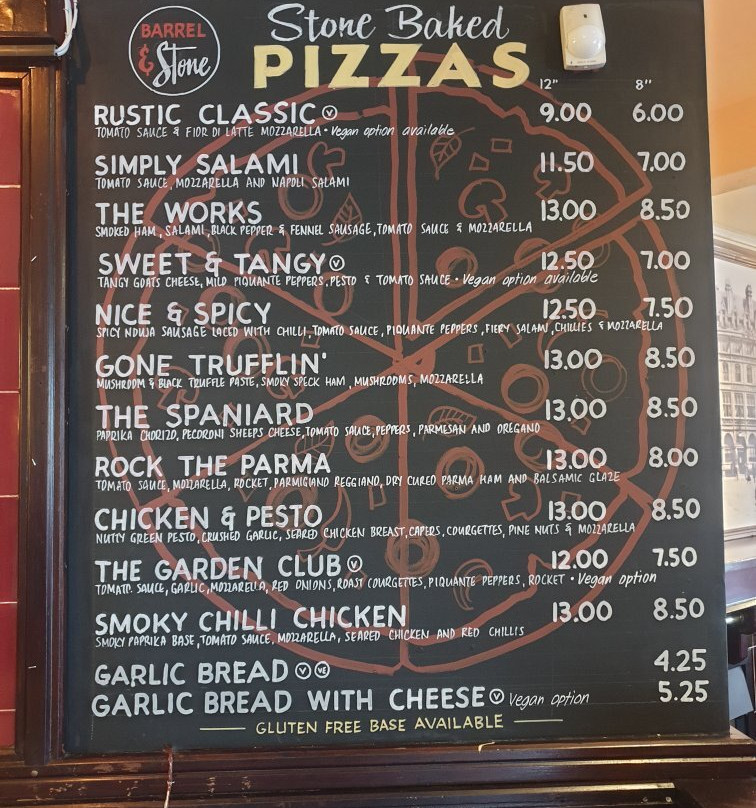 BARREL & Stone
Stone Baked
PIZZAS
12" 8"
RUSTIC CLASSIC Ⓥ 9.00 6.00
TOMATO SAUCE & FIOR DI LATTE MOZZARELLA • Vegan option available
SIMPLY SALAMI 11.50 7.00
TOMATO SAUCE, MOZZARELLA AND NAPOLI SALAMI
THE WORKS 13.00 8.50
SMOKED HAM, SALAMI, BLACK PEPPER & FENNEL SAUSAGE, TOMATO SAUCE & MOZZARELLA
SWEET & TANGY Ⓥ 12.50 7.00
TANGY GOATS CHEESE, MILD PIQUANTE PEPPERS, PESTO & TOMATO SAUCE • Vegan option available
NICE & SPICY 12.50 7.50
SPICY NDUJA SAUSAGE LACED WITH CHILLI, TOMATO SAUCE, PIQUANTE PEPPERS, FIERY SALAMI, CHILLIES & MOZZARELLA
GONE TRUFFLIN' 13.00 8.50
MUSHROOM & BLACK TRUFFLE PASTE, SMOKY SPECK HAM, MUSHROOMS, MOZZARELLA
THE SPANIARD 13.00 8.50
PAPRIKA CHORIZO, PECORONI SHEEPS CHEESE, TOMATO SAUCE, PEPPERS, PARMESAN AND OREGANO
ROCK THE PARMA 13.00 8.00
TOMATO SAUCE, MOZZARELLA, ROCKET, PARMIGIANO REGGIANO, DRY CURED PARMA HAM AND BALSAMIC GLAZE
CHICKEN & PESTO 13.00 8.50
NUTTY GREEN PESTO, CRUSHED GARLIC, SEARED CHICKEN BREAST, CAPERS, COURGETTES, PINE NUTS & MOZZARELLA
THE GARDEN CLUB Ⓥ 12.00 7.50
TOMATO SAUCE, GARLIC, MOZZARELLA, RED ONIONS, ROAST COURGETTES, PIQUANTE PEPPERS, ROCKET • Vegan option
SMOKY CHILLI CHICKEN 13.00 8.50
SMOKY PAPRIKA BASE, TOMATO SAUCE, MOZZARELLA, SEARED CHICKEN AND RED CHILLIS
GARLIC BREAD Ⓥ VE 4.25
GARLIC BREAD WITH CHEESE Ⓥ Vegan option 5.25
GLUTEN FREE BASE AVAILABLE